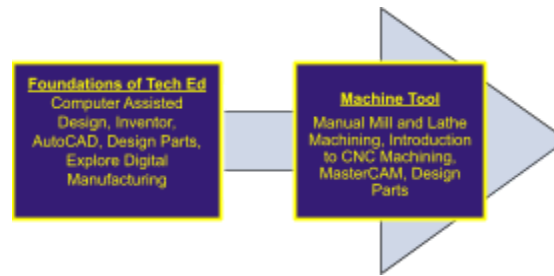 Foundations of Tech Ed
Computer Assisted
Design, Inventor,
AutoCAD, Design Parts,
Explore Digital
Manufacturing
Machine Tool
Manual Mill and Lathe
Machining, Introduction
to CNC Machining,
MasterCAM, Design
Parts